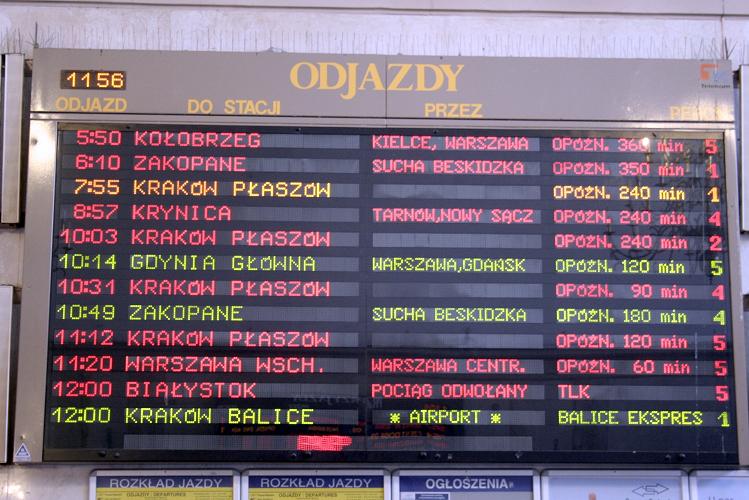 ODJAZDY
1156
Telekom
ODJAZD DO STACJI PRZEZ
5:50 KOŁOBRZEG KIELCE, WARSZAWA OPÓŹN. 360 min 5
6:10 ZAKOPANE SUCHA BESKIDZKA OPÓŹN. 350 min 1
7:55 KRAKÓW PŁASZÓW OPÓŹN. 240 min 1
8:57 KRYNICA TARNÓW,NOWY SĄCZ OPÓŹN. 240 min 4
10:03 KRAKÓW PŁASZÓW OPÓŹN. 240 min 2
10:14 GDYNIA GŁÓWNA WARSZAWA,GDAŃSK OPÓŹN. 120 min 5
10:31 KRAKÓW PŁASZÓW OPÓŹN. 90 min 4
10:49 ZAKOPANE SUCHA BESKIDZKA OPÓŹN. 180 min 4
11:12 KRAKÓW PŁASZÓW OPÓŹN. 120 min 5
11:20 WARSZAWA WSCH. WARSZAWA CENTR. OPÓŹN. 60 min 5
12:00 BIAŁYSTOK POCIĄG ODWOŁANY TLK 5
12:00 KRAKÓW BALICE * AIRPORT * BALICE EKSPRES 1
ROZKŁAD JAZDY ROZKŁAD JAZDY OGŁOSZENIA
ODJAZDY / DEPARTURES ODJAZDY / DEPARTURES